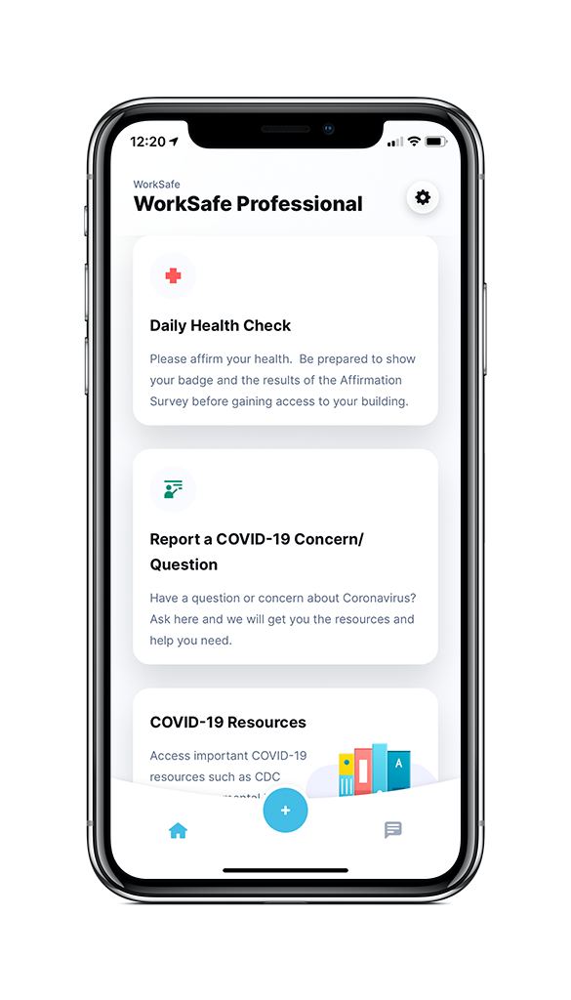 12:20
WorkSafe
WorkSafe Professional
Daily Health Check
Please affirm your health.  Be prepared to show
your badge and the results of the Affirmation
Survey before gaining access to your building.
Report a COVID-19 Concern/
Question
Have a question or concern about Coronavirus?
Ask here and we will get you the resources and
help you need.
COVID-19 Resources
Access important COVID-19
A
resources such as CDC